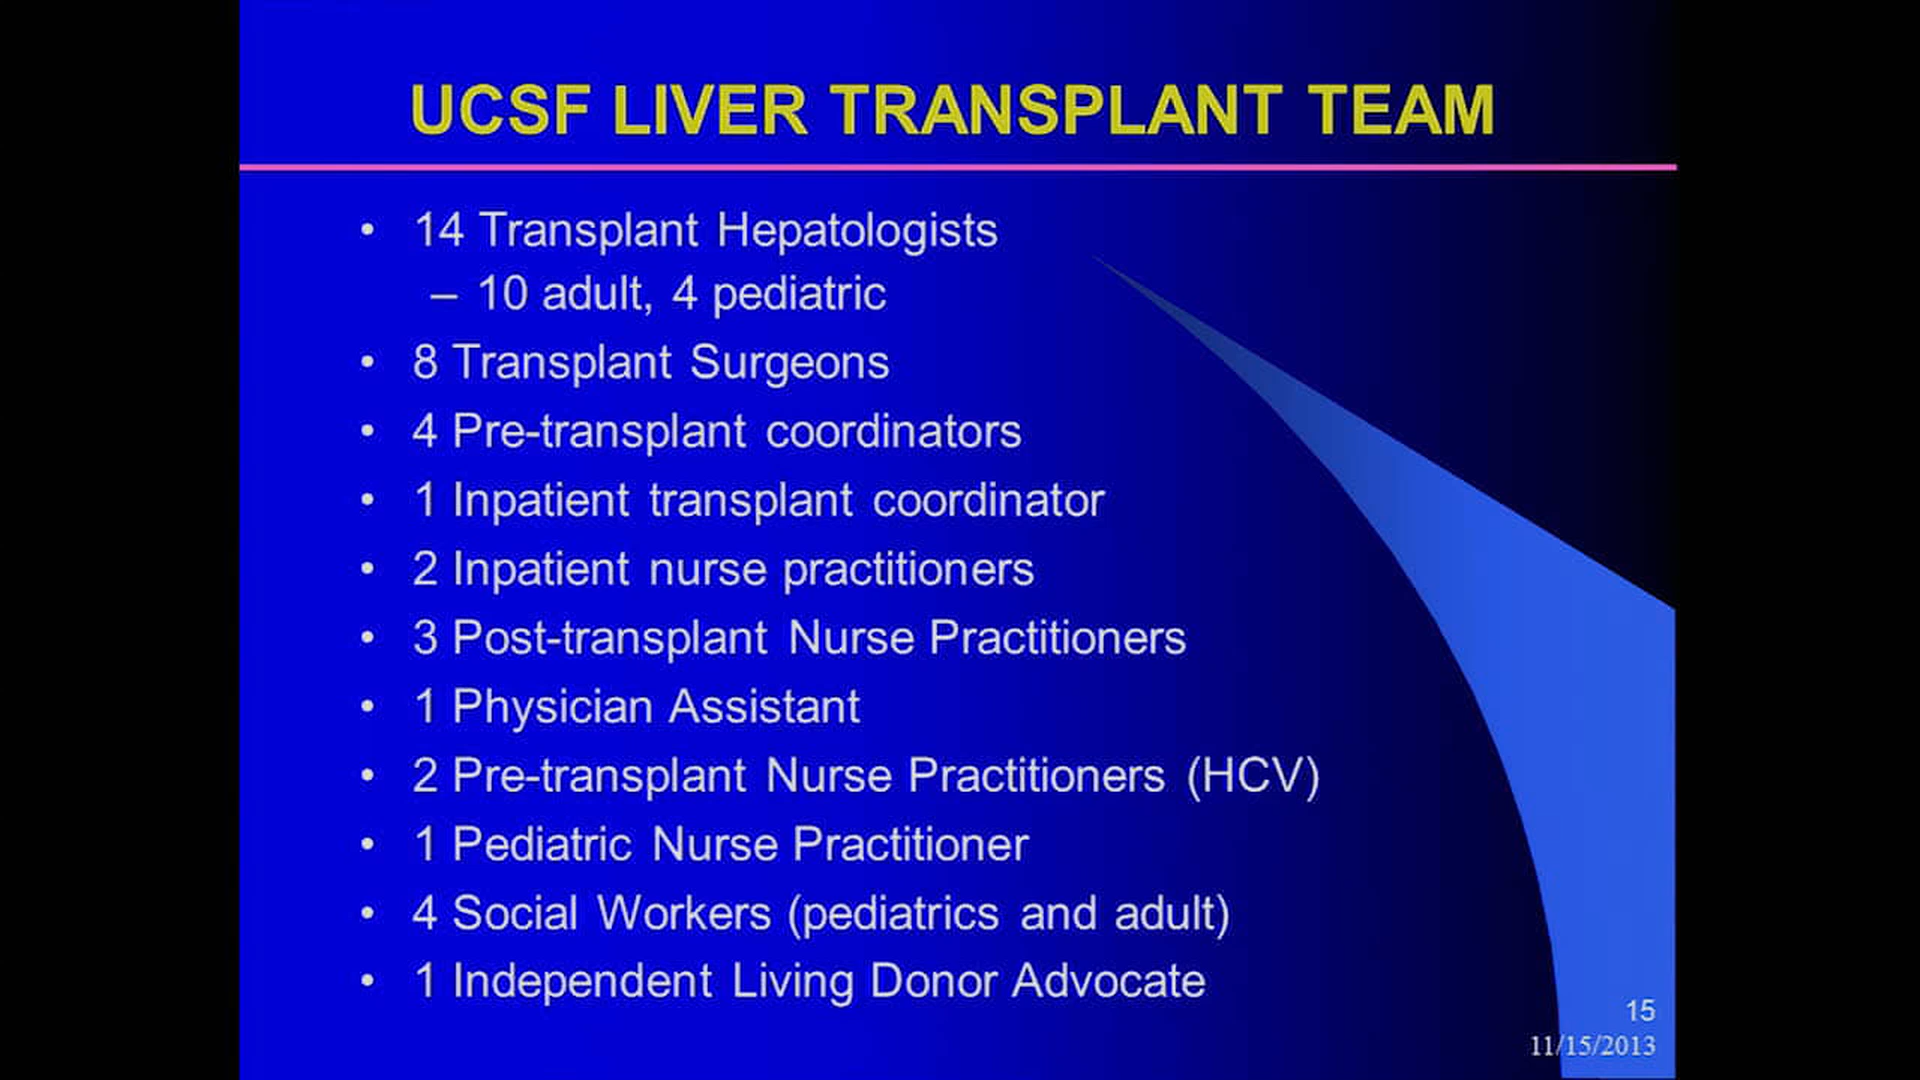 UCSF LIVER TRANSPLANT TEAM
• 14 Transplant Hepatologists
– 10 adult, 4 pediatric
• 8 Transplant Surgeons
• 4 Pre-transplant coordinators
• 1 Inpatient transplant coordinator
• 2 Inpatient nurse practitioners
• 3 Post-transplant Nurse Practitioners
• 1 Physician Assistant
• 2 Pre-transplant Nurse Practitioners (HCV)
• 1 Pediatric Nurse Practitioner
• 4 Social Workers (pediatrics and adult)
• 1 Independent Living Donor Advocate
15
11/15/2013